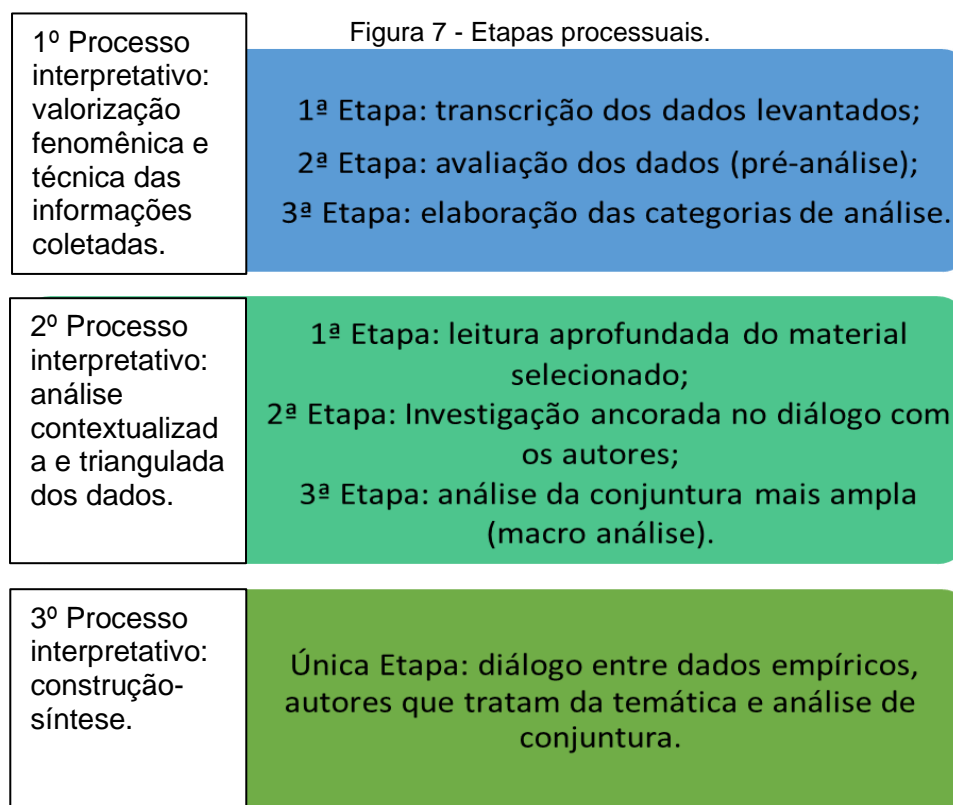 Figura 7 - Etapas processuais.
1º Processo
interpretativo:
valorização
fenomênica e
técnica das
informações
coletadas.
1ª Etapa: transcrição dos dados levantados;
2ª Etapa: avaliação dos dados (pré-análise);
3ª Etapa: elaboração das categorias de análise.
2º Processo
interpretativo:
análise
contextualizad
a e triangulada
dos dados.
1ª Etapa: leitura aprofundada do material
selecionado;
2ª Etapa: Investigação ancorada no diálogo com
os autores;
3ª Etapa: análise da conjuntura mais ampla
(macro análise).
3º Processo
interpretativo:
construção-
síntese.
Única Etapa: diálogo entre dados empíricos,
autores que tratam da temática e análise de
conjuntura.